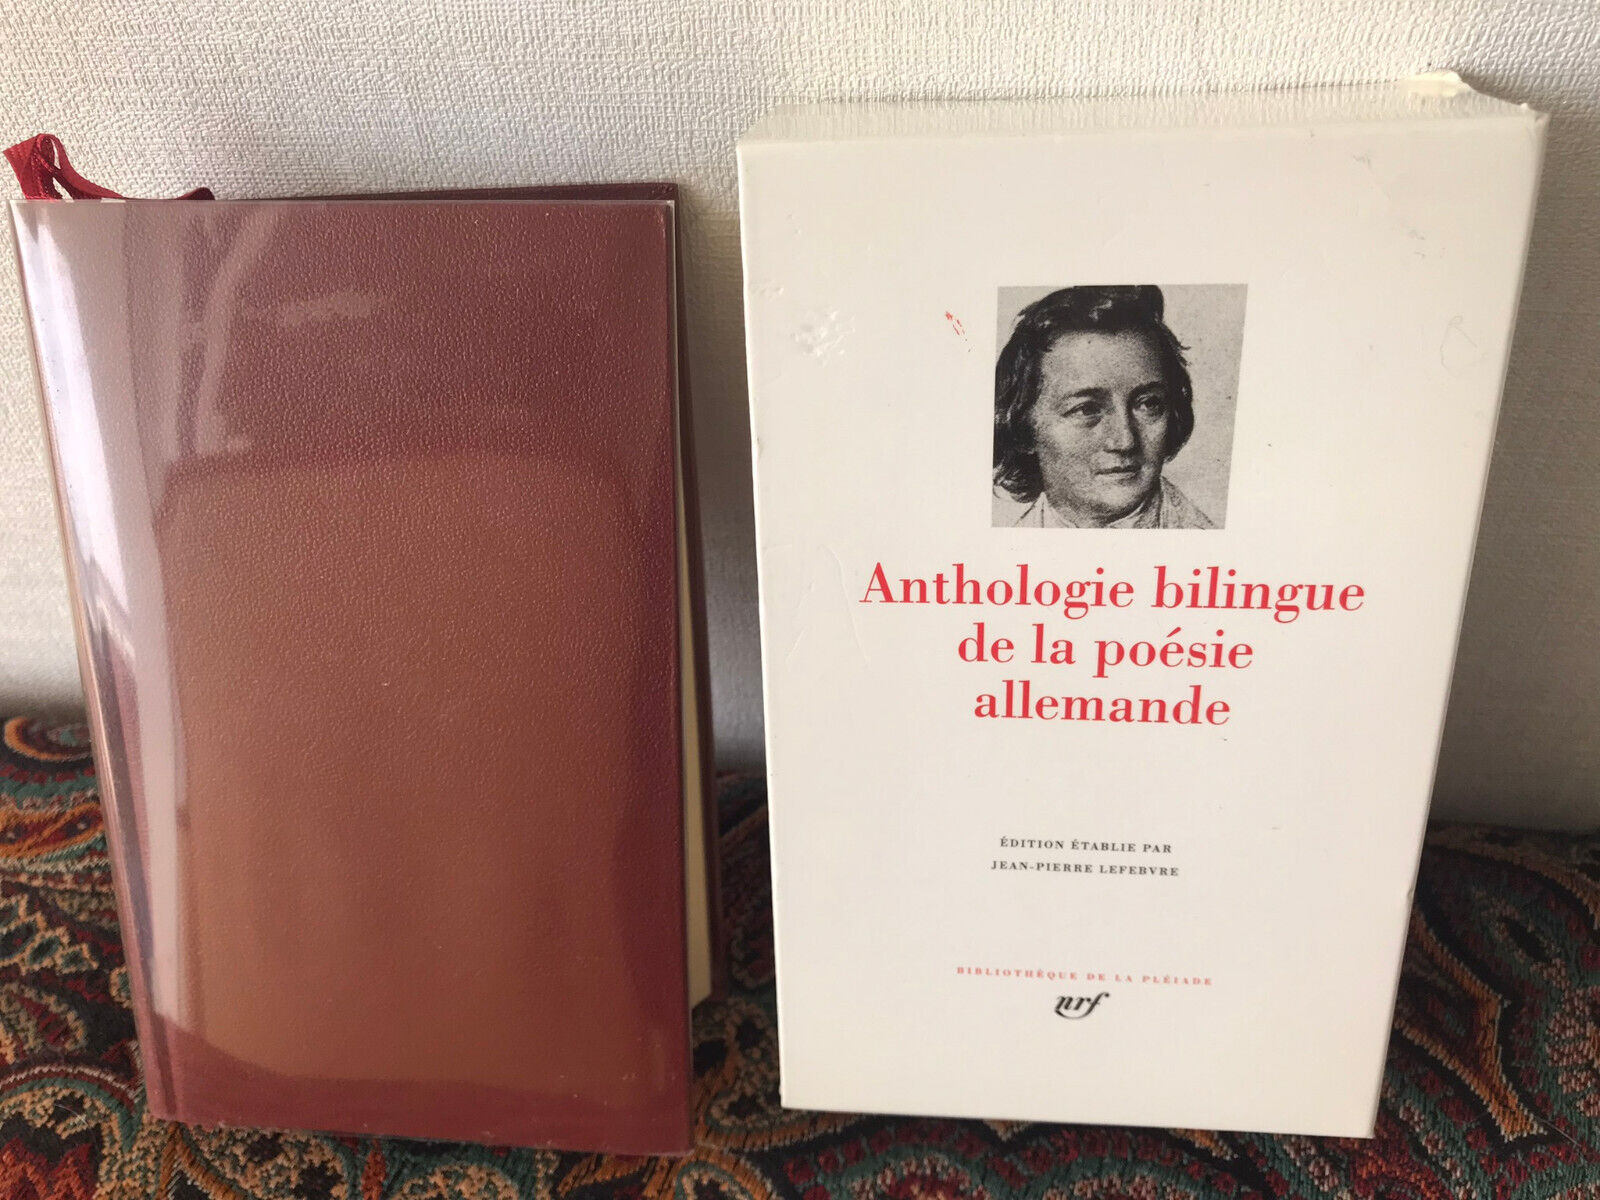 Anthologie bilingue
de la poésie
allemande
ÉDITION ÉTABLIE PAR
JEAN-PIERRE LEFEBVRE
BIBLIOTHÈQUE DE LA PLÉIADE
nrf